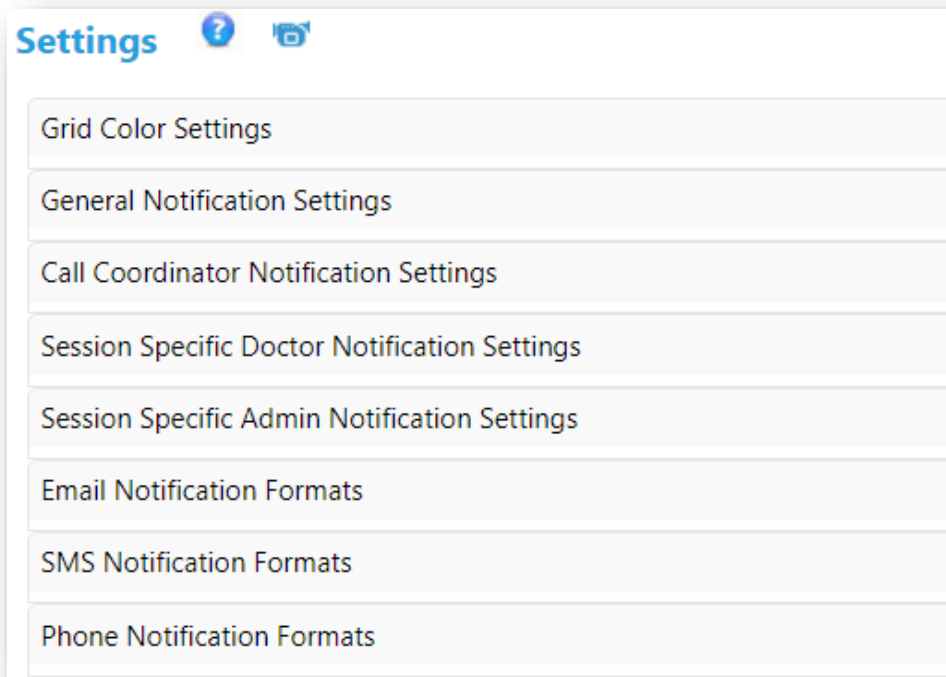 Settings
Grid Color Settings
General Notification Settings
Call Coordinator Notification Settings
Session Specific Doctor Notification Settings
Session Specific Admin Notification Settings
Email Notification Formats
SMS Notification Formats
Phone Notification Formats